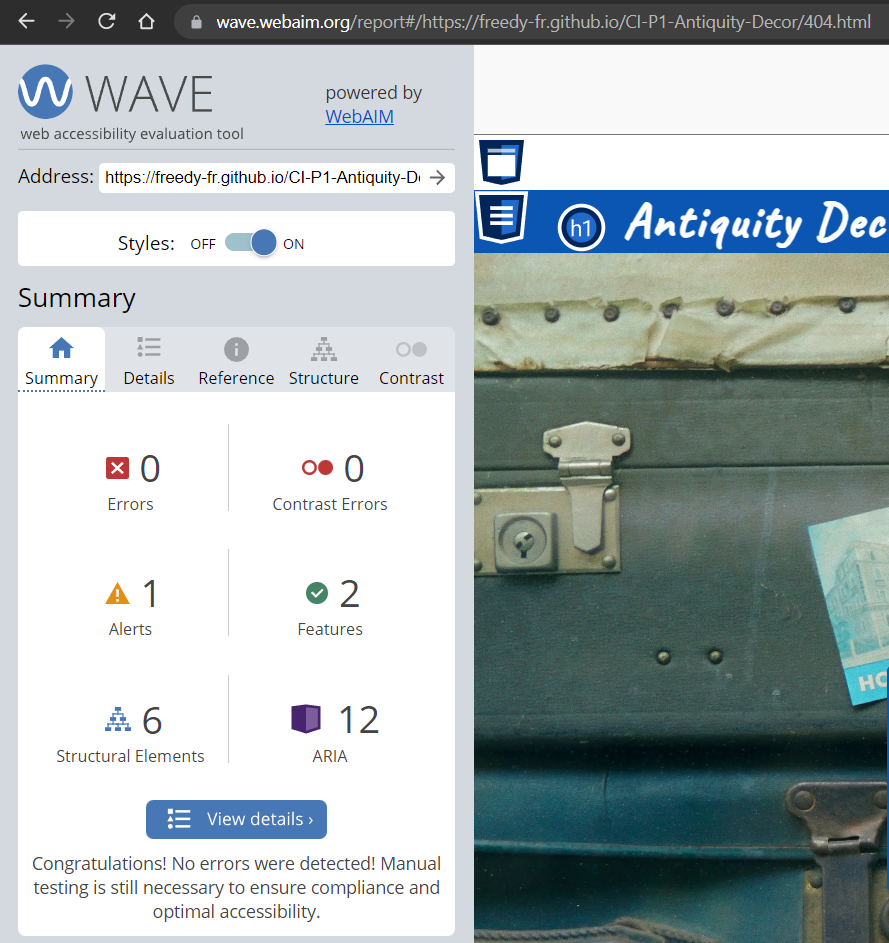 wave.webaim.org/report#/https://freedy-fr.github.io/CI-P1-Antiquity-Decor/404.html
WAVE
web accessibility evaluation tool
powered by
WebAIM
Address: https://freedy-fr.github.io/CI-P1-Antiquity-D
Styles: OFF ON
Summary
Summary Details Reference Structure Contrast
0 0
Errors Contrast Errors
1 2
Alerts Features
6 12
Structural Elements ARIA
View details ›
Congratulations! No errors were detected! Manual
testing is still necessary to ensure compliance and
optimal accessibility.
h1 Antiquity Dec
HO